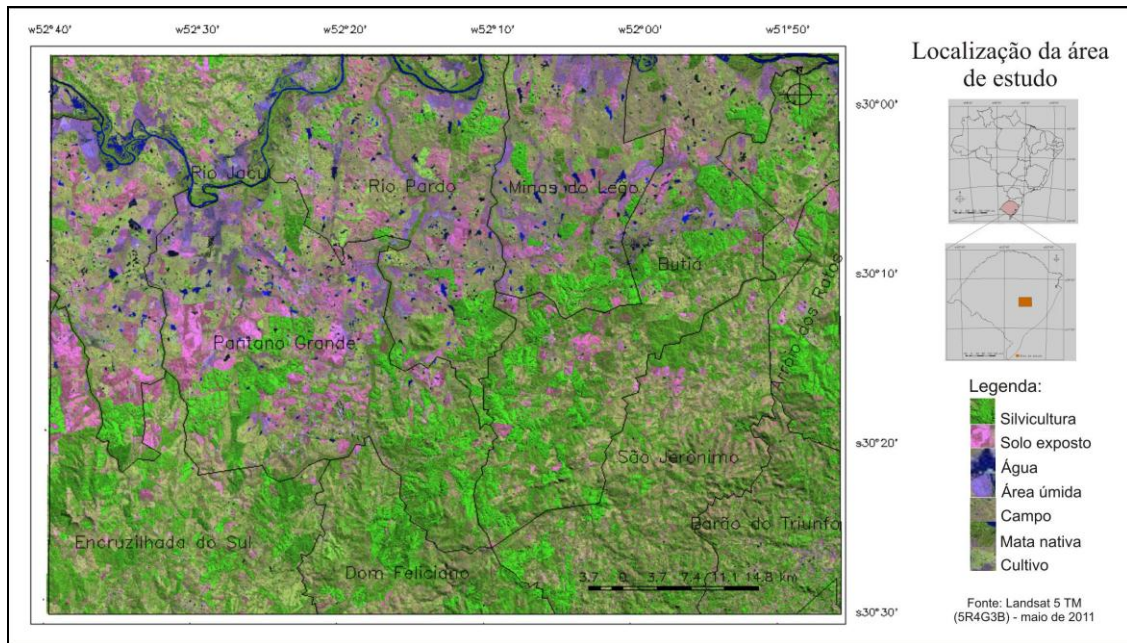 w52°40' w52°30' w52°20' w52°10' w52°00' w51°50'
Localização da área
de estudo
s30°00'
Rio Jacuí
Rio Pardo
Minas do Leão
Butiá
s30°10'
Arroio dos Ratos
Pantano Grande
s30°20'
São Jerônimo
Barão do Triunfo
Encruzilhada do Sul
Dom Feliciano
3.7 0 3.7 7.4 11.1 14.8 km
s30°30'
Legenda:
Silvicultura
Solo exposto
Água
Área úmida
Campo
Mata nativa
Cultivo
Fonte: Landsat 5 TM
(5R4G3B) - maio de 2011